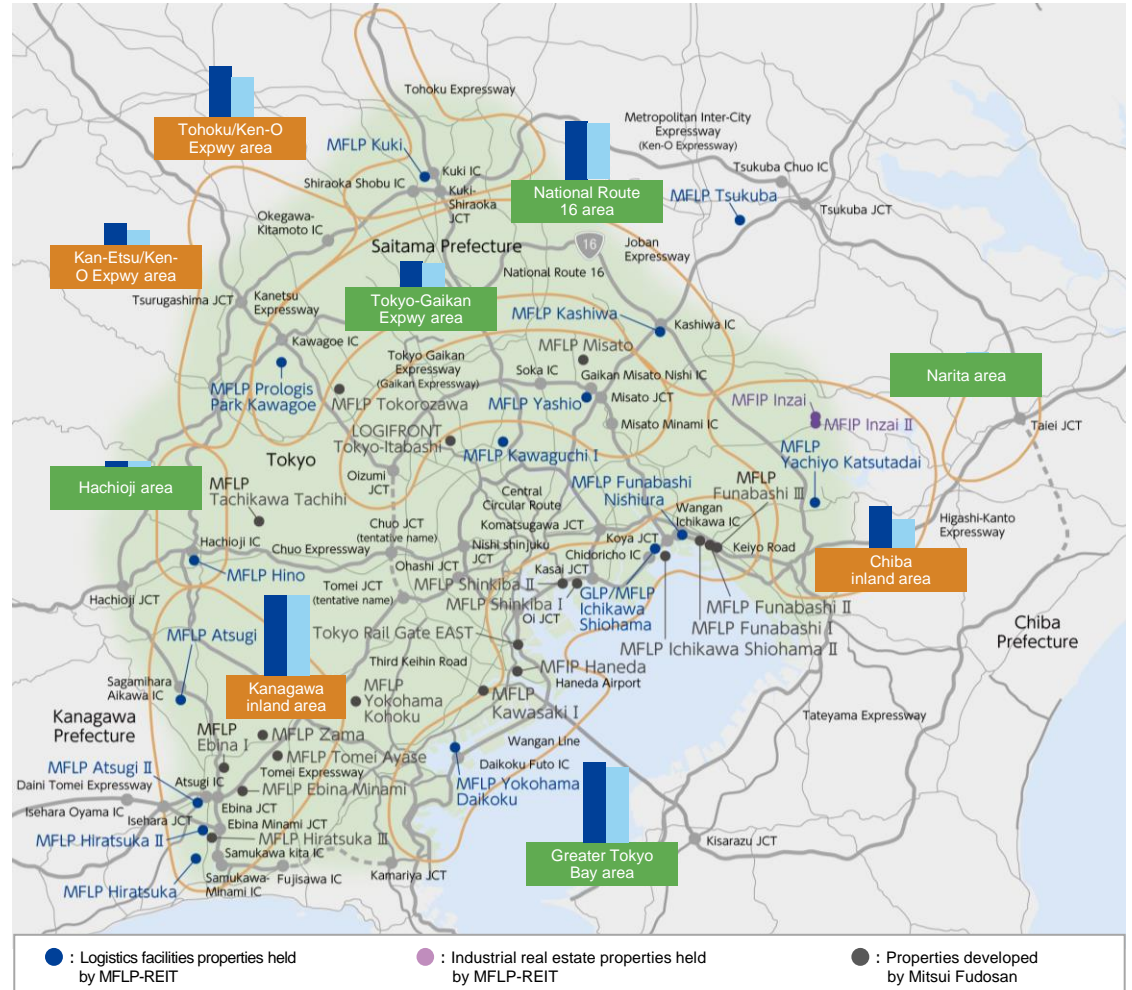 Tohoku Expressway
Tohoku/Ken-O
Expwy area
MFLP Kuki
Kuki IC
Shiraoka Shobu IC
Kuki-
Shiraoka
JCT
Metropolitan Inter-City
Expressway
(Ken-O Expressway)
Tsukuba Chuo IC
National Route
16 area
MFLP Tsukuba
Tsukuba JCT
Okegawa-
Kitamoto IC
Saitama Prefecture
16
Joban
Expressway
Kan-Etsu/Ken-
O Expwy area
National Route 16
Tsurugashima JCT
Kanetsu
Expressway
Tokyo-Gaikan
Expwy area
MFLP Kashiwa
Kashiwa IC
Kawagoe IC
MFLP Misato
Tokyo Gaikan
Expressway
(Gaikan Expressway)
Soka IC
Gaikan Misato Nishi IC
Narita area
MFLP Prologis
Park Kawagoe
MFLP Tokorozawa
MFLP Yashio
Misato JCT
MFIP Inzai
MFIP Inzai II
Taiei JCT
LOGIFRONT
Tokyo-Itabashi
Misato Minami IC
Tokyo
MFLP Kawaguchi I
MFLP
Yachiyo Katsutadai
Oizumi
JCT
Hachioji area
MFLP
Tachikawa Tachihi
Central
Circular Route
MFLP Funabashi
Nishiura
MFLP
Funabashi III
Wangan
Ichikawa IC
Komatsugawa JCT
Higashi-Kanto
Expressway
Chuo JCT
(tentative name)
Hachioji IC
Chuo Expressway
Nishi shinjuku
JCT
Koya JCT
Keiyo Road
Chidoricho IC
Chiba
inland area
Ohashi JCT
Kasai JCT
MFLP Hino
Tomei JCT
(tentative name)
MFLP Shinkiba II
MFLP Shinkiba I
GLP/MFLP
Ichikawa
Shiohama
Hachioji JCT
Oi JCT
MFLP Funabashi II
MFLP Funabashi I
MFLP Ichikawa Shiohama II
MFLP Atsugi
Tokyo Rail Gate EAST
Chiba
Prefecture
Third Keihin Road
MFIP Haneda
Haneda Airport
Kanagawa
inland area
Sagamihara
Aikawa IC
MFLP
Yokohama
Kohoku
MFLP
Kawasaki I
Kanagawa
Prefecture
MFLP
Ebina I
MFLP Zama
Tateyama Expressway
Wangan Line
MFLP Tomei Ayase
Daikoku Futo IC
MFLP Atsugi II
Tomei Expressway
Daini Tomei Expressway
Atsugi IC
MFLP Ebina Minami
MFLP Yokohama
Daikoku
Isehara Oyama IC
Isehara JCT
Ebina JCT
Ebina Minami JCT
MFLP Hiratsuka II
MFLP Hiratsuka III
Kisarazu JCT
Samukawa kita IC
Greater Tokyo
Bay area
MFLP Hiratsuka
Samukawa-
Minami IC
Fujisawa IC
Kamariya JCT
: Logistics facilities properties held
by MFLP-REIT
: Industrial real estate properties held
by MFLP-REIT
: Properties developed
by Mitsui Fudosan